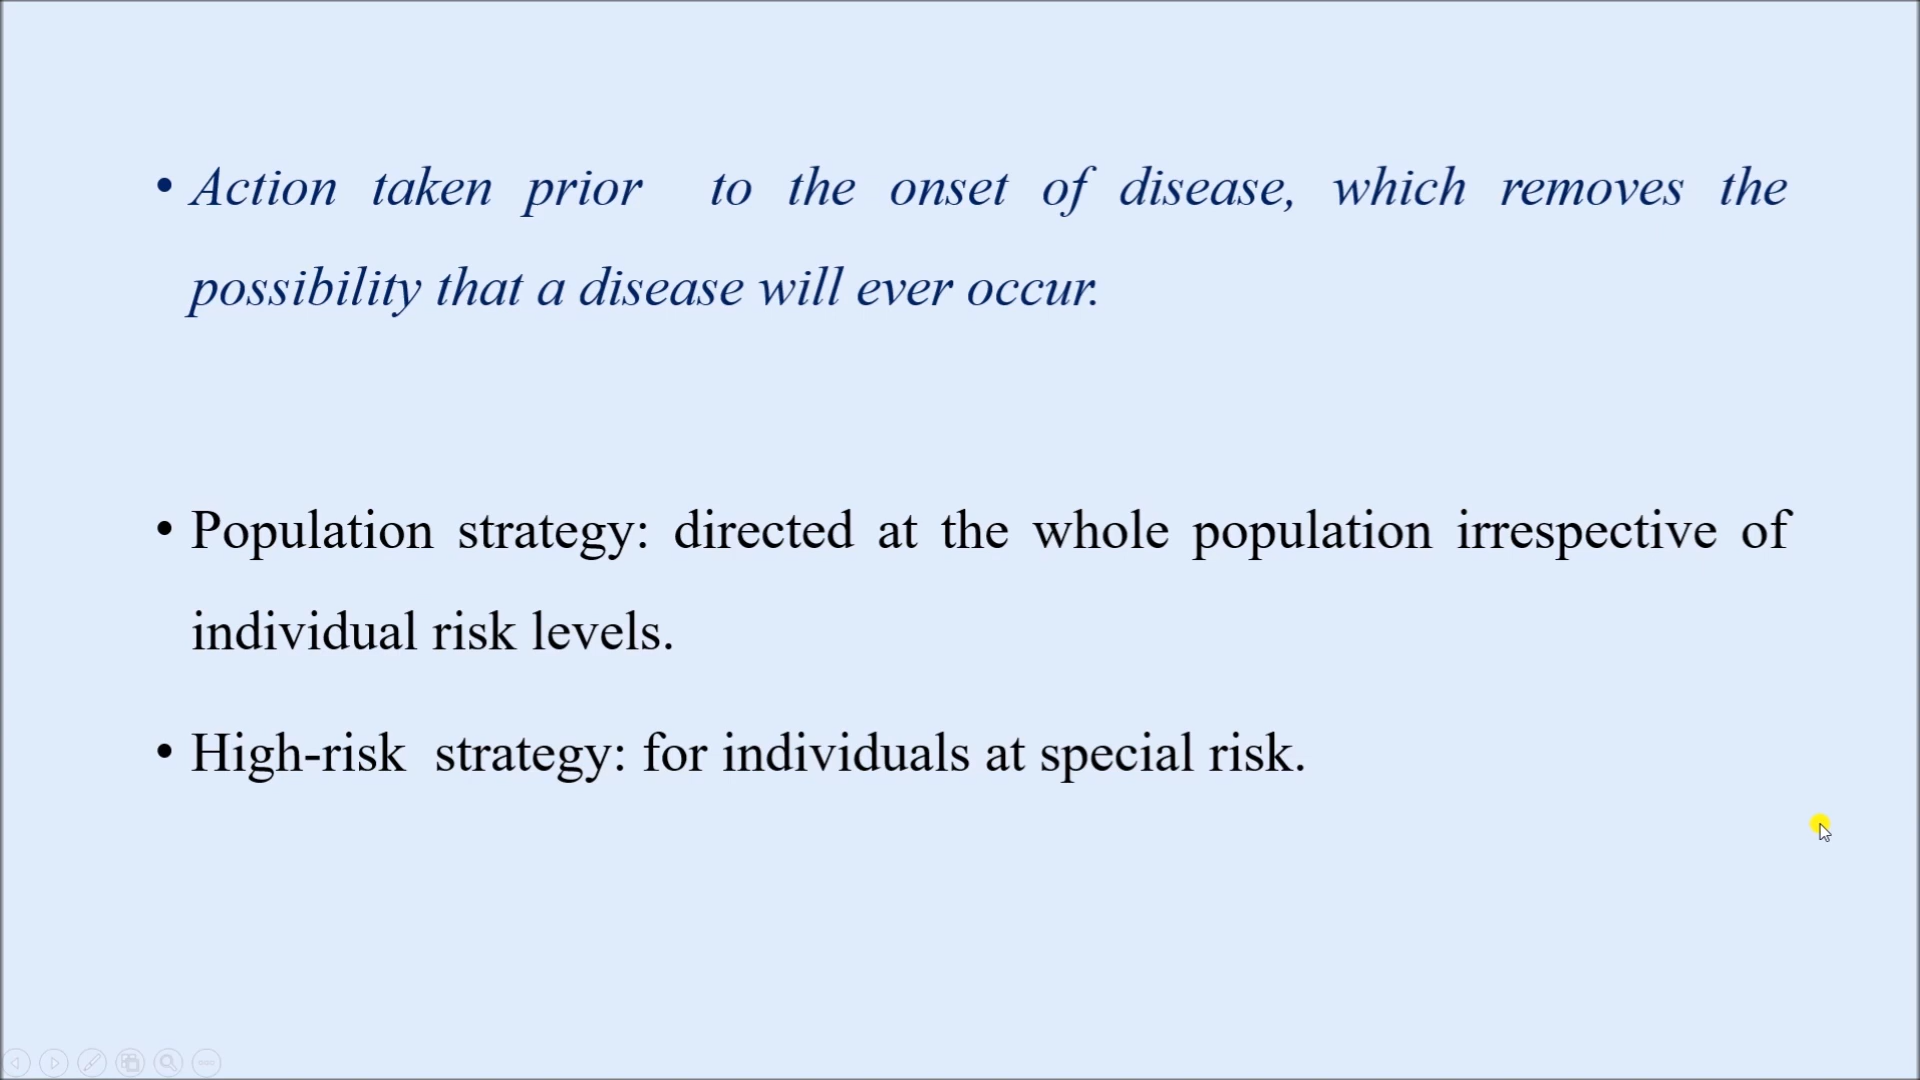 • Action taken prior  to the onset of disease, which removes the
possibility that a disease will ever occur.
• Population strategy: directed at the whole population irrespective of
individual risk levels.
• High-risk  strategy: for individuals at special risk.